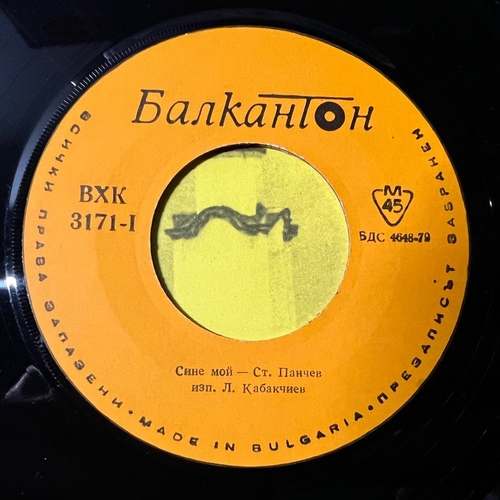 Балкантон
ВХК
3171-I
М
45
БДС 4648-79
Сине мой — Ст. Панчев
изп. Л. Кабакчиев
ВСИЧКИ ПРАВА ЗАПАЗЕНИ • MADE IN BULGARIA • ПРЕЗАПИСЪТ ЗАБРАНЕН